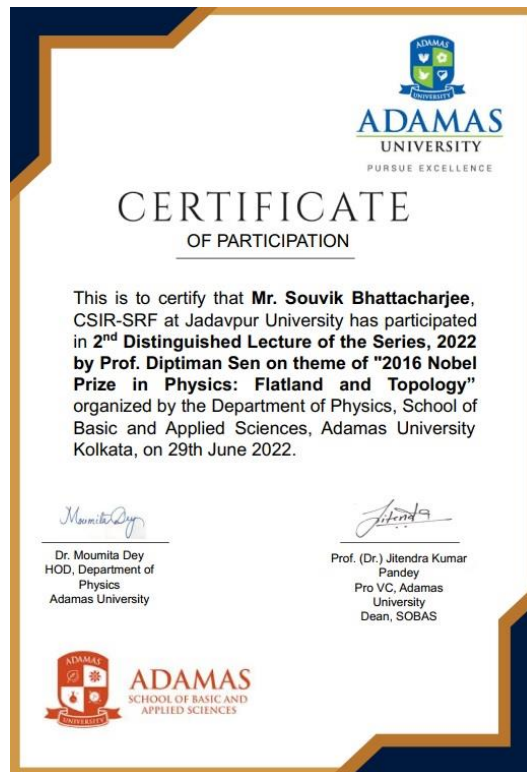 ADAMAS
UNIVERSITY
ADAMAS
UNIVERSITY
PURSUE EXCELLENCE
CERTIFICATE
OF PARTICIPATION
This is to certify that Mr. Souvik Bhattacharjee,
CSIR-SRF at Jadavpur University has participated
in 2nd Distinguished Lecture of the Series, 2022
by Prof. Diptiman Sen on theme of "2016 Nobel
Prize in Physics: Flatland and Topology”
organized by the Department of Physics, School of
Basic and Applied Sciences, Adamas University
Kolkata, on 29th June 2022.
Moumita Dey
Dr. Moumita Dey
HOD, Department of
Physics
Adamas University
Jitendra
Prof. (Dr.) Jitendra Kumar
Pandey
Pro VC, Adamas
University
Dean, SOBAS
ADAMAS
UNIVERSITY
ADAMAS
SCHOOL OF BASIC AND
APPLIED SCIENCES